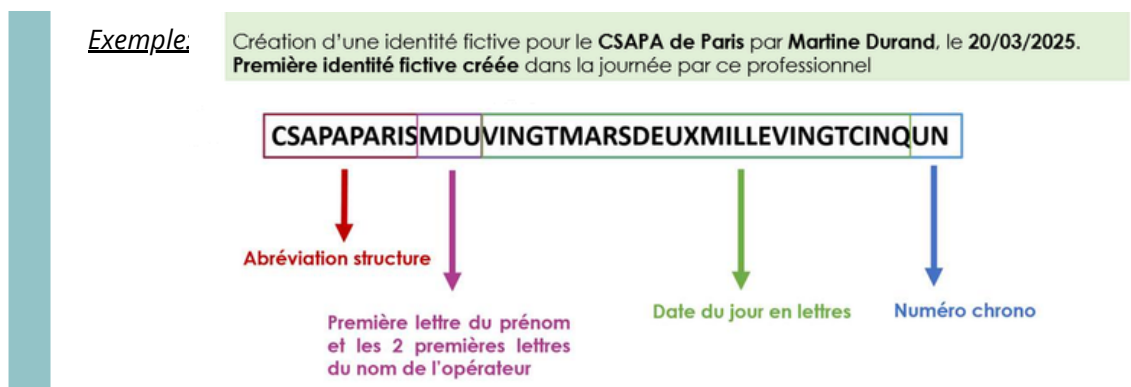 Exemple:
Création d’une identité fictive pour le CSAPA de Paris par Martine Durand, le 20/03/2025.
Première identité fictive créée dans la journée par ce professionnel
CSAPAPARISMDUVINGTMARSDEUXMILLEVINGTCINQUN
Abréviation structure
Première lettre du prénom
et les 2 premières lettres
du nom de l’opérateur
Date du jour en lettres
Numéro chrono